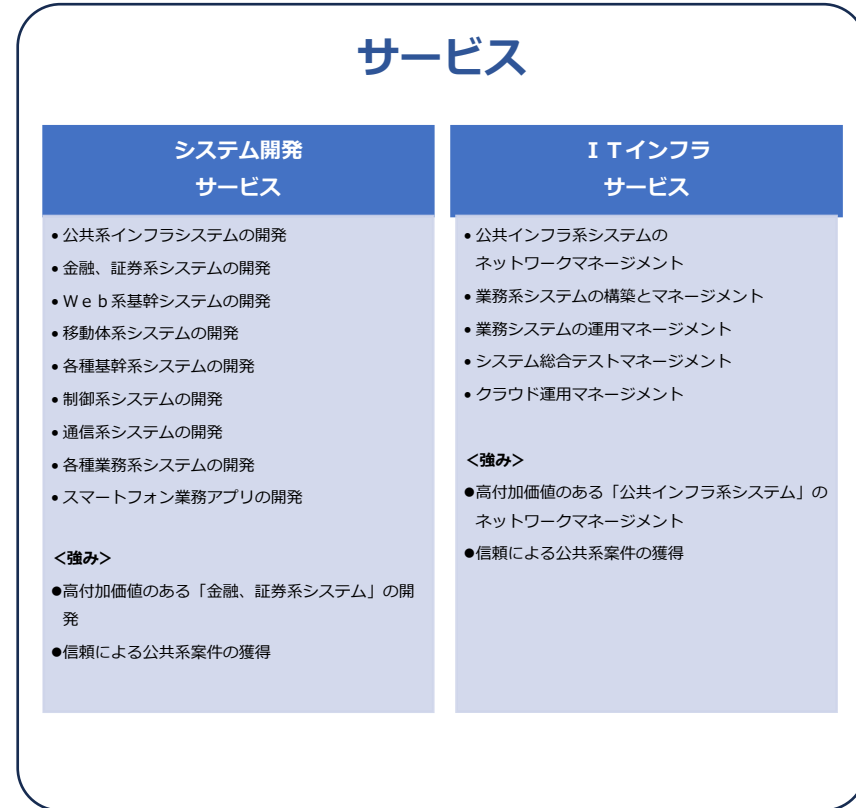 サービス
システム開発
サービス
•公共系インフラシステムの開発
•金融、証券系システムの開発
•Ｗｅｂ系基幹システムの開発
•移動体系システムの開発
•各種基幹系システムの開発
•制御系システムの開発
•通信系システムの開発
•各種業務系システムの開発
•スマートフォン業務アプリの開発
＜強み＞
●高付加価値のある「金融、証券系システム」の開
発
●信頼による公共系案件の獲得
ＩＴインフラ
サービス
•公共インフラ系システムの
ネットワークマネージメント
•業務系システムの構築とマネージメント
•業務システムの運用マネージメント
•システム総合テストマネージメント
•クラウド運用マネージメント
＜強み＞
●高付加価値のある「公共インフラ系システム」の
ネットワークマネージメント
●信頼による公共系案件の獲得